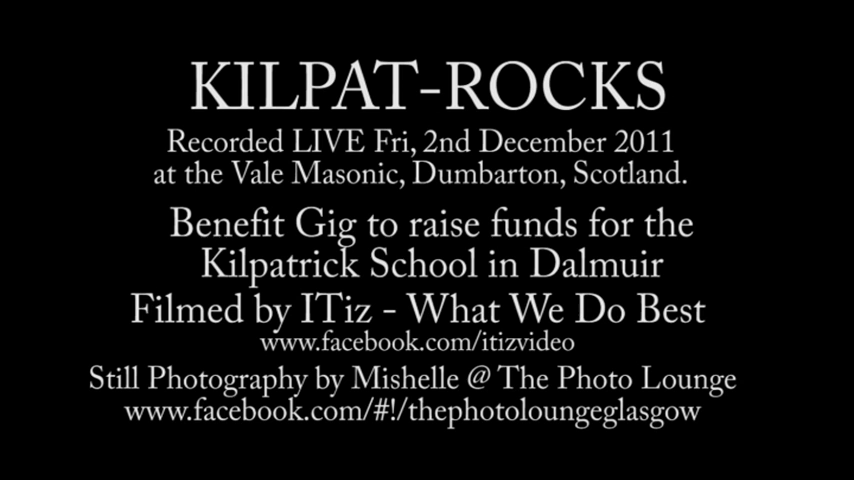 KILPAT-ROCKS
Recorded LIVE Fri, 2nd December 2011
at the Vale Masonic, Dumbarton, Scotland.
Benefit Gig to raise funds for the
Kilpatrick School in Dalmuir
Filmed by ITiz - What We Do Best
www.facebook.com/itizvideo
Still Photography by Mishelle @ The Photo Lounge
www.facebook.com/#!/thephotoloungeglasgow